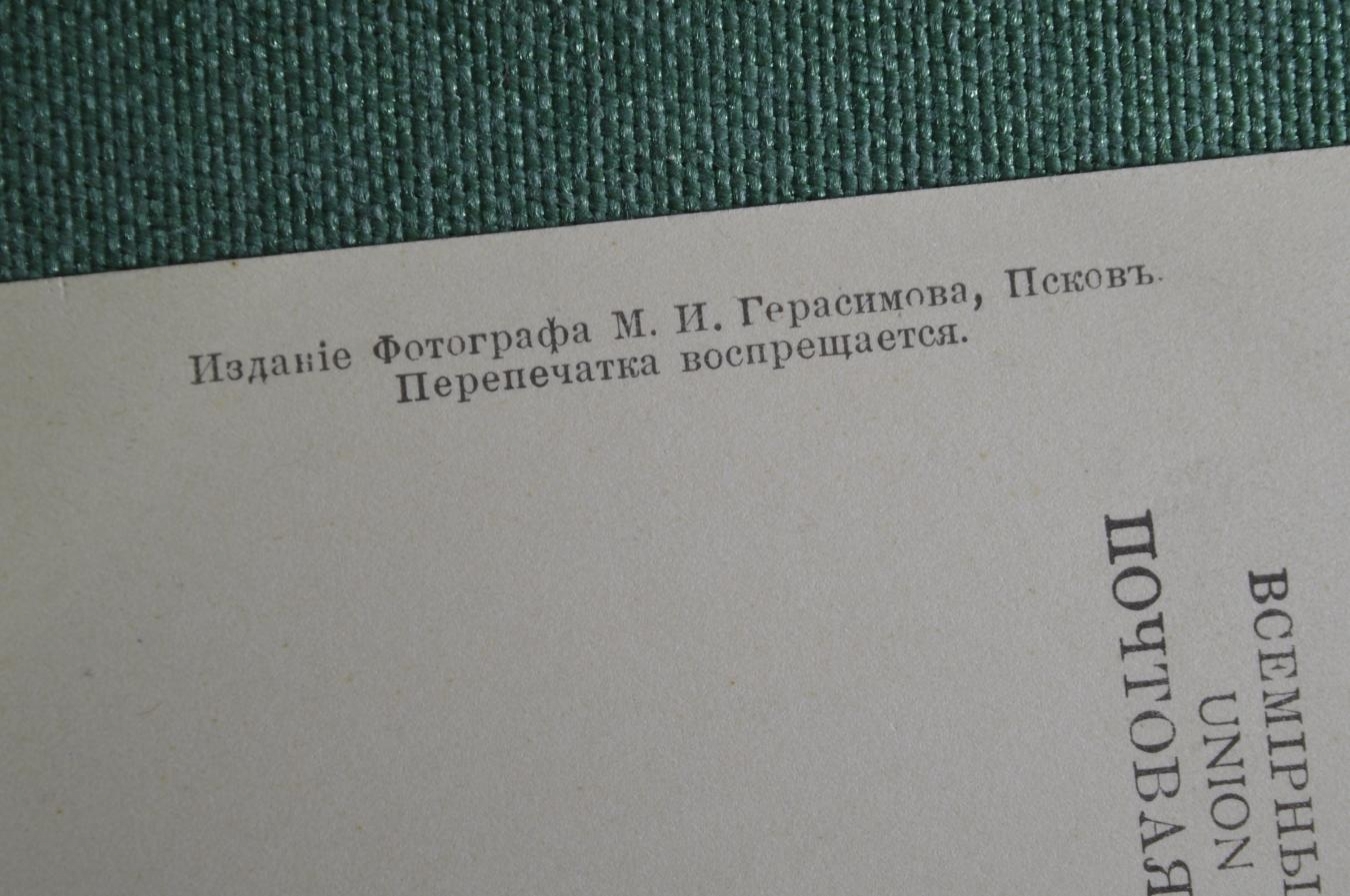 Изданіе Фотографа М. И. Герасимова, Псковъ.
Перепечатка воспрещается.
ВСЕМІРНЫ
UNION
ПОЧТОВАЯ